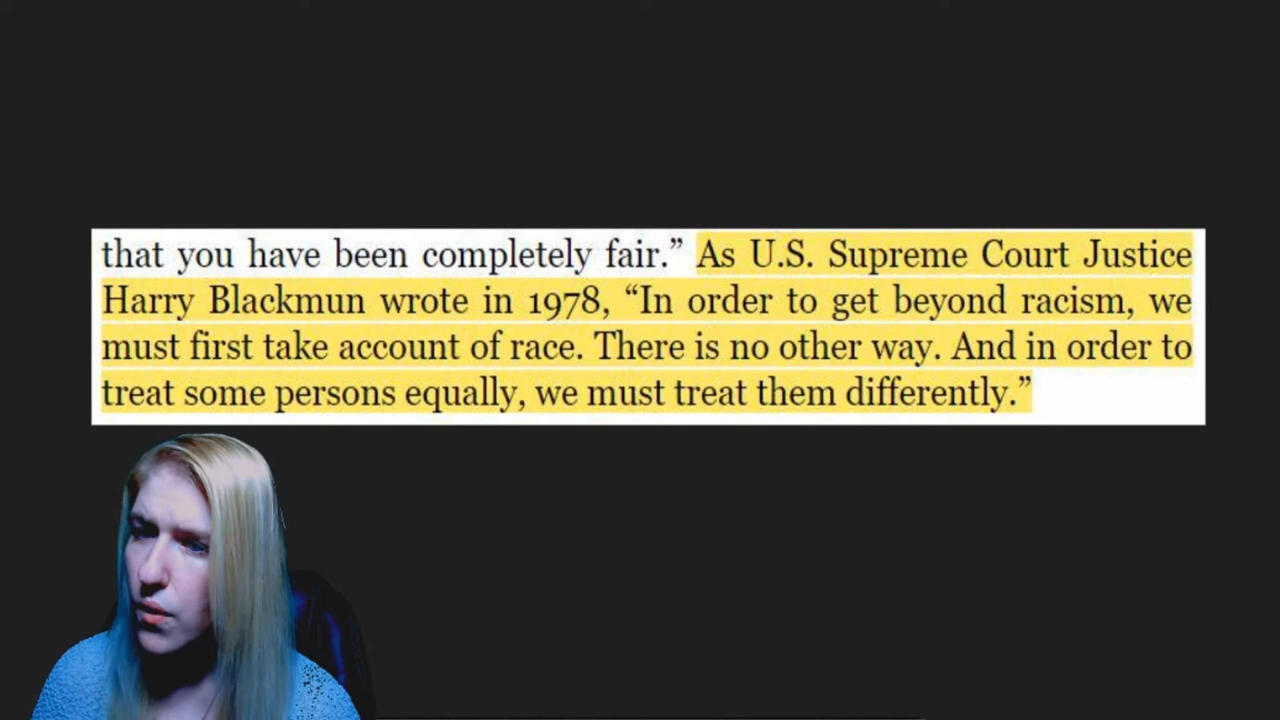 that you have been completely fair.” As U.S. Supreme Court Justice
Harry Blackmun wrote in 1978, “In order to get beyond racism, we
must first take account of race. There is no other way. And in order to
treat some persons equally, we must treat them differently.”